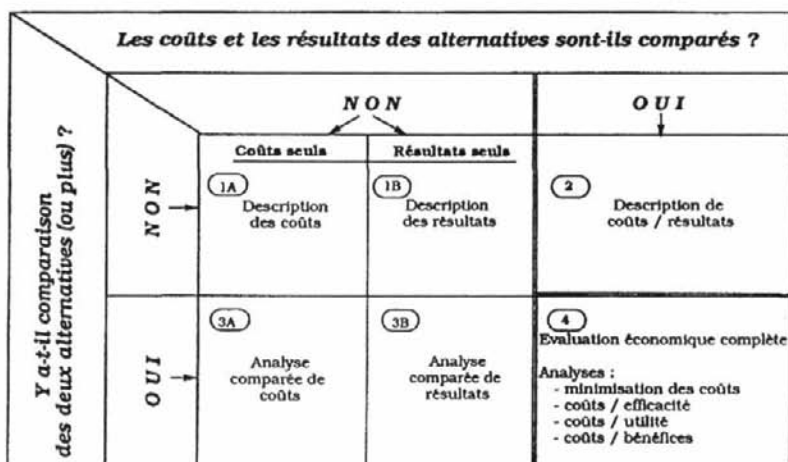 Les coûts et les résultats des alternatives sont-ils comparés ?
Y a-t-il comparaison
des deux alternatives (ou plus) ?
NON
OUI
Coûts seuls
Résultats seuls
NON
1A
Description
des coûts
1B
Description
des résultats
2
Description de
coûts / résultats
OUI
3A
Analyse
comparée de
coûts
3B
Analyse
comparée de
résultats
4
Evaluation économique complète
Analyses :
- minimisation des coûts
- coûts / efficacité
- coûts / utilité
- coûts / bénéfices